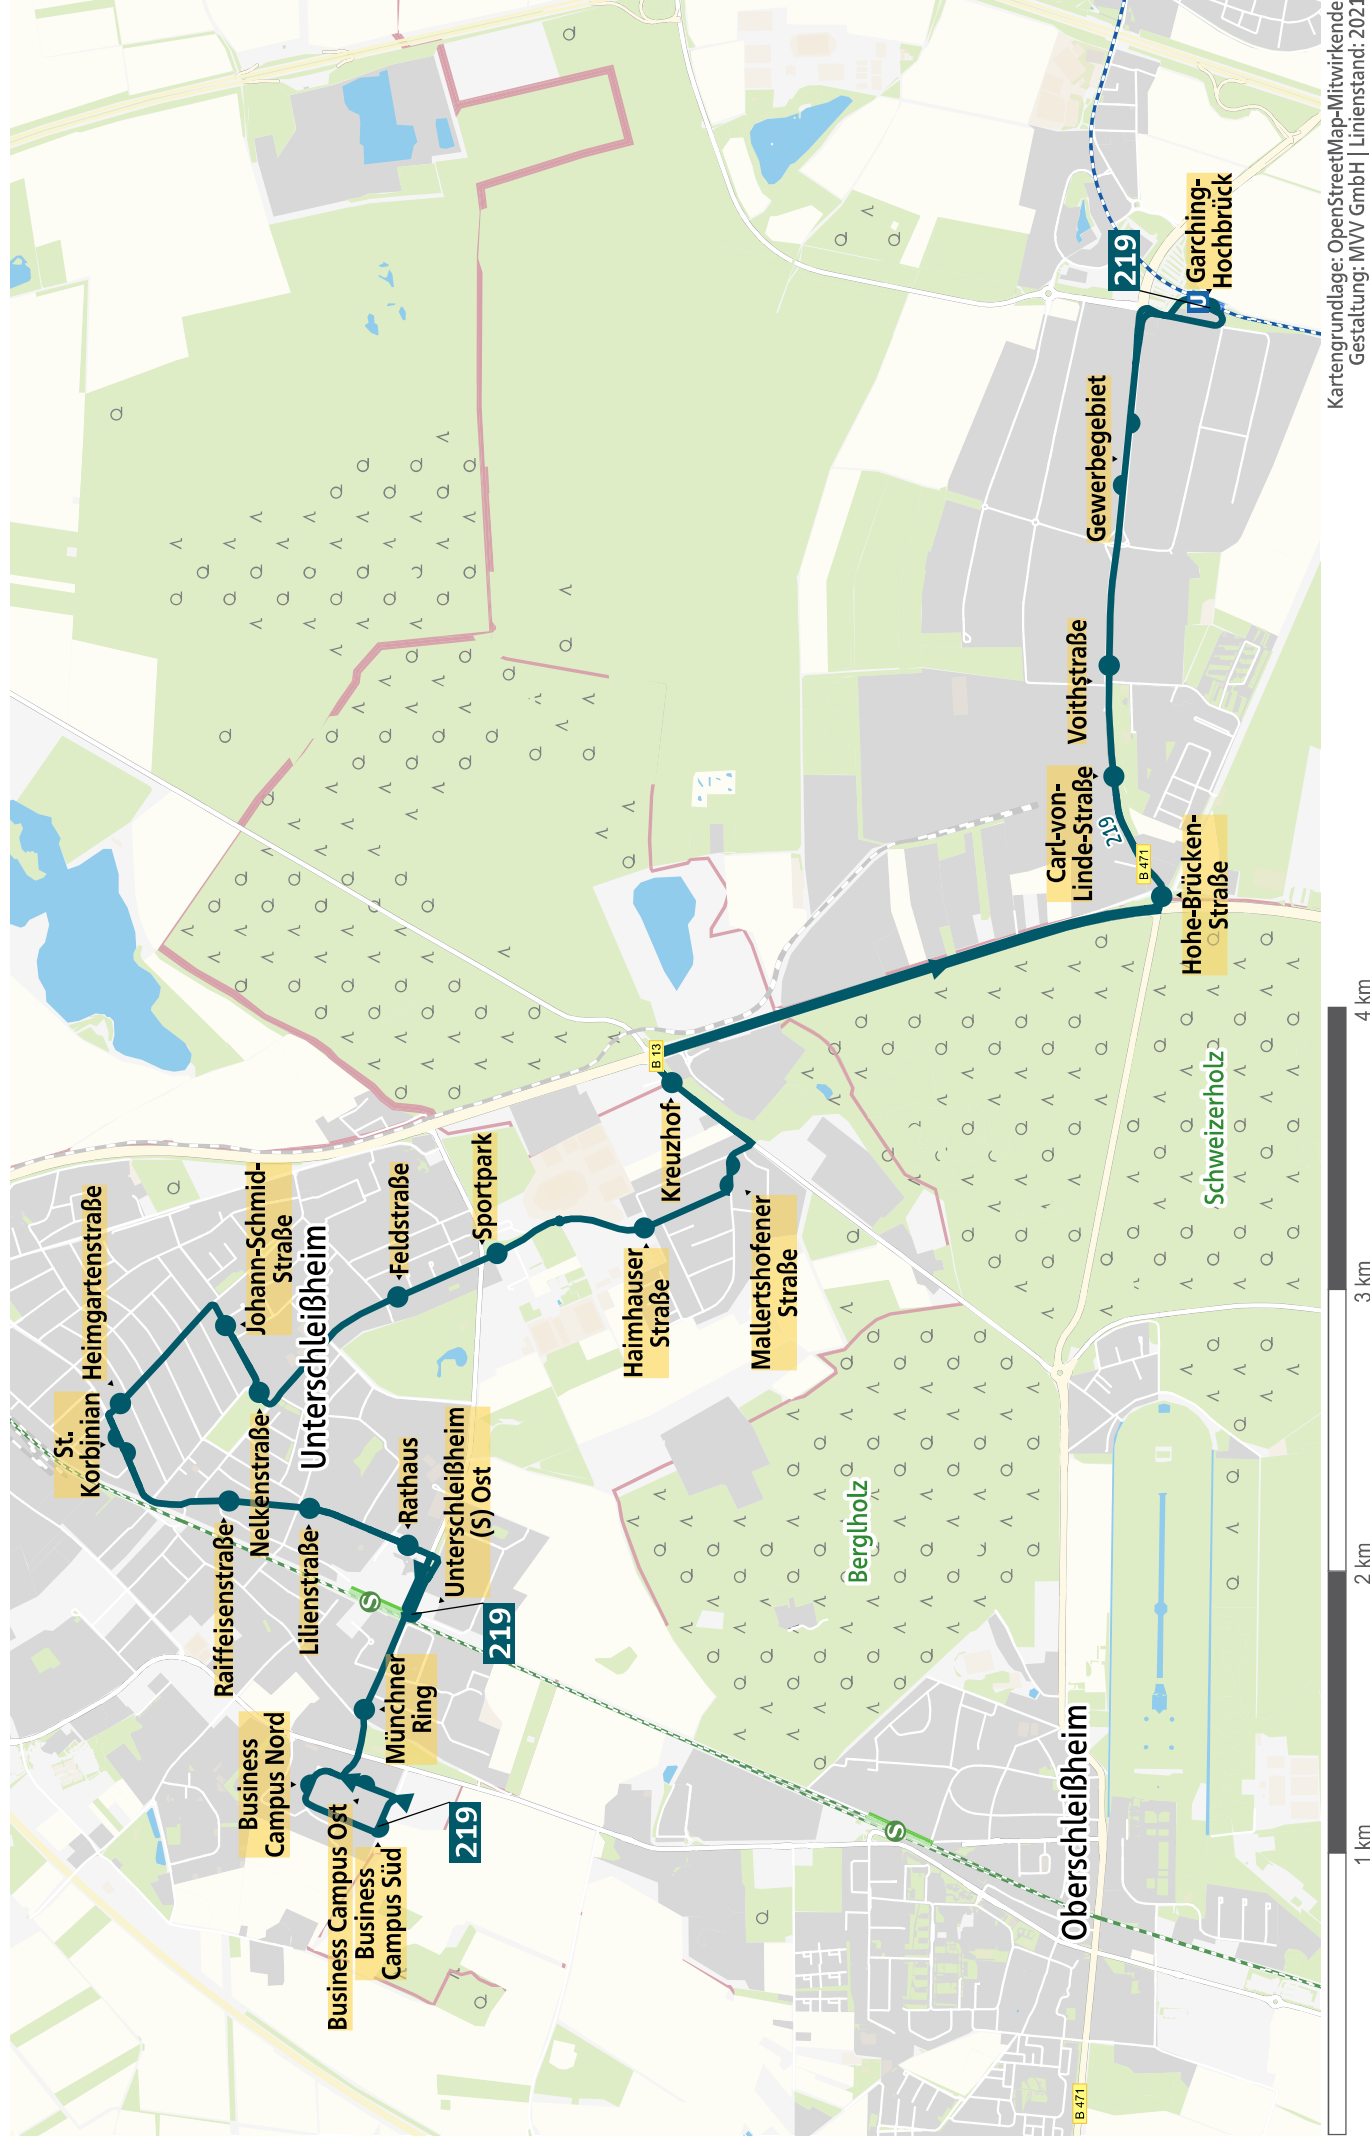 St.
Korbinian
Heimgartenstraße
Johann-Schmid-
Straße
Unterschleißheim
Feldstraße
Sportpark
Nelkenstraße
Raiffeisenstraße
Lilienstraße
Rathaus
Unterschleißheim
(S) Ost
S
219
Münchner
Ring
Business
Campus Nord
Business Campus Ost
Business
Campus Süd
219
Haimhauser
Straße
Kreuzhof
Mallertshofener
Straße
B 13
Berglholz
Schweizerholz
S
Oberschleißheim
B 471
Hohe-Brücken-
Straße
B 471
219
Carl-von-
Linde-Straße
Voithstraße
Gewerbegebiet
219
U
Garching-
Hochbrück
1 km
2 km
3 km
4 km
Kartengrundlage: OpenStreetMap-Mitwirkende
Gestaltung: MVV GmbH | Linienstand: 2021